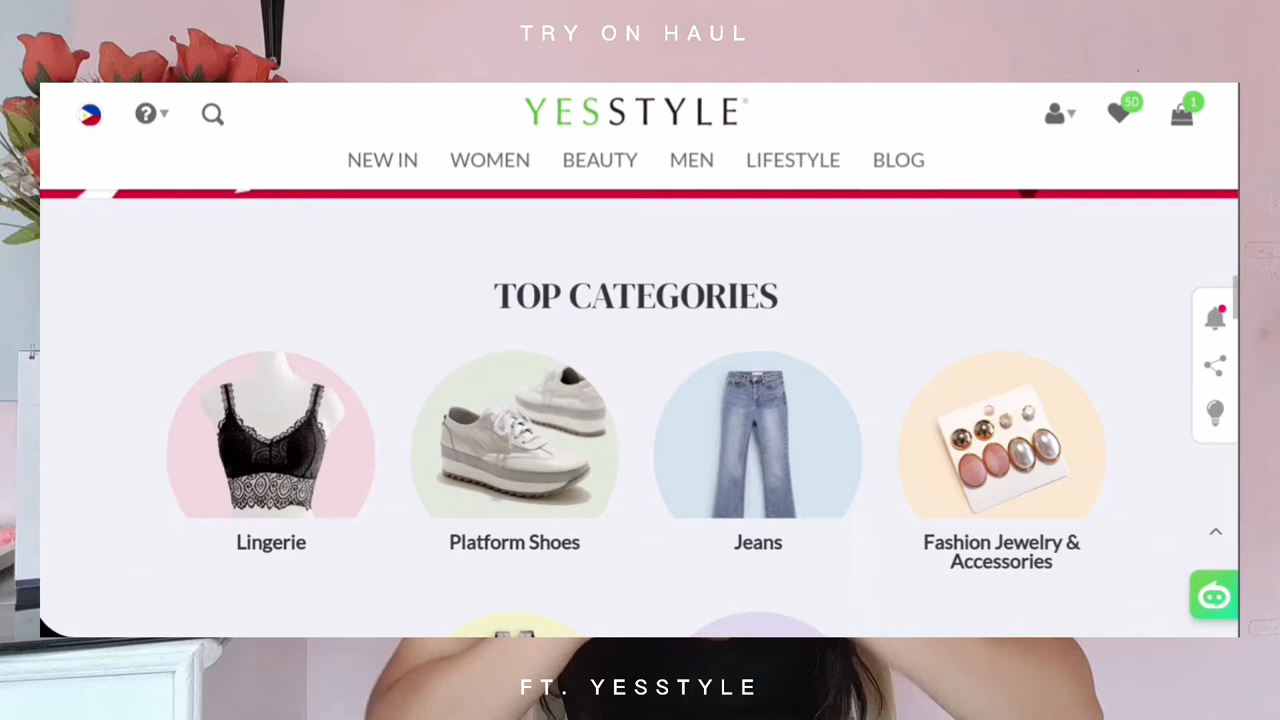 TRY ON HAUL
YESSTYLE®
50
1
NEW IN WOMEN BEAUTY MEN LIFESTYLE BLOG
TOP CATEGORIES
Lingerie
Platform Shoes
Jeans
Fashion Jewelry &
Accessories
FT. YESSTYLE